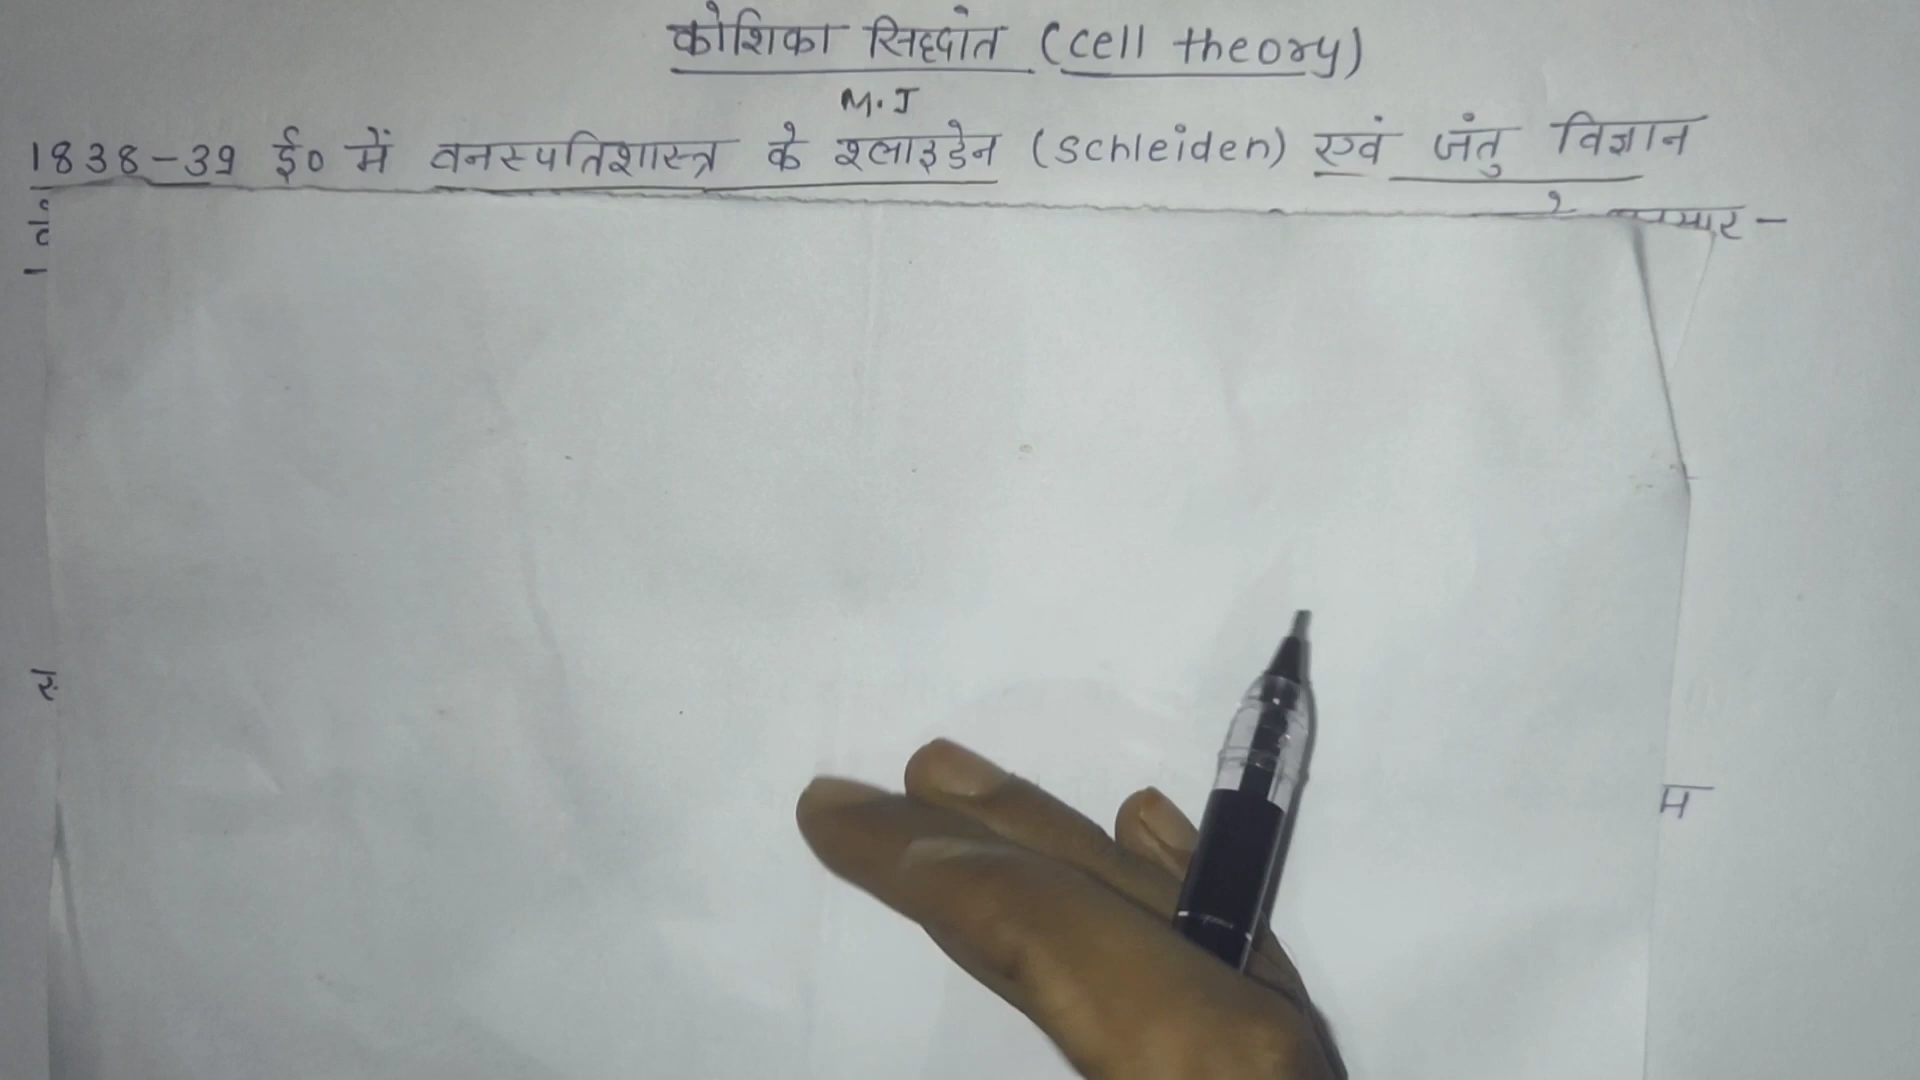 कोशिका सिद्धांत (cell theory)
M.J
1838-39 ई० में वनस्पतिशास्त्र के श्लाइडेन (schleiden) एवं जंतु विज्ञान
म